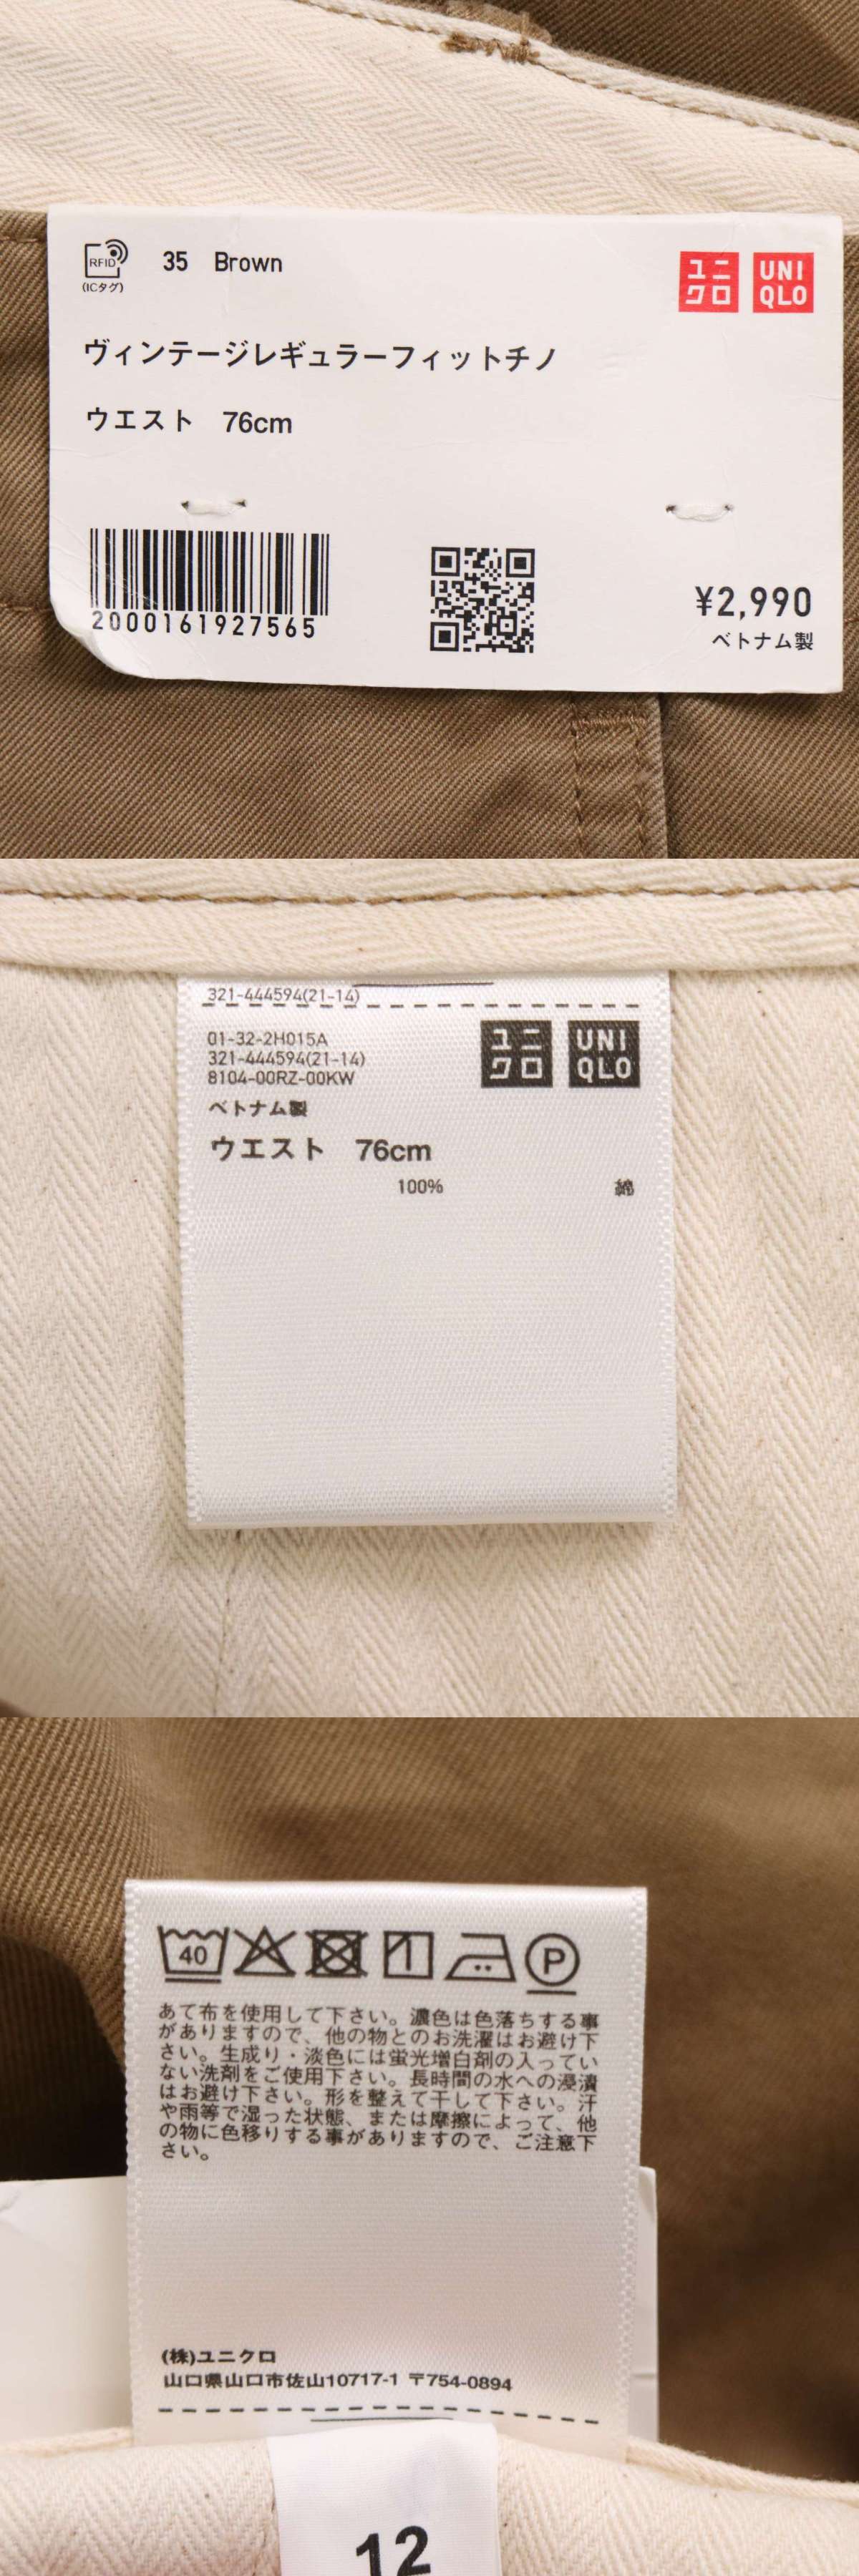 RFID
(ICタグ)
35 Brown
ユニクロ
UNIQLO
ヴィンテージレギュラーフィットチノ
ウエスト 76cm
2000161927565
¥2,990
ベトナム製
321-444594(21-14)
01-32-2H015A
321-444594(21-14)
8104-00RZ-00KW
ユニクロ
UNIQLO
ベトナム製
ウエスト 76cm
100% 綿
40
P
あて布を使用して下さい。濃色は色落ちする事
がありますので、他の物とのお洗濯はお避け下
さい。生成り・淡色には蛍光増白剤の入ってい
ない洗剤をご使用下さい。長時間の水への浸漬
はお避け下さい。形を整えて干して下さい。汗
や雨等で湿った状態、または摩擦によって、他
の物に色移りする事がありますので、ご注意下
さい。
(株)ユニクロ
山口県山口市佐山10717-1 〒754-0894
12